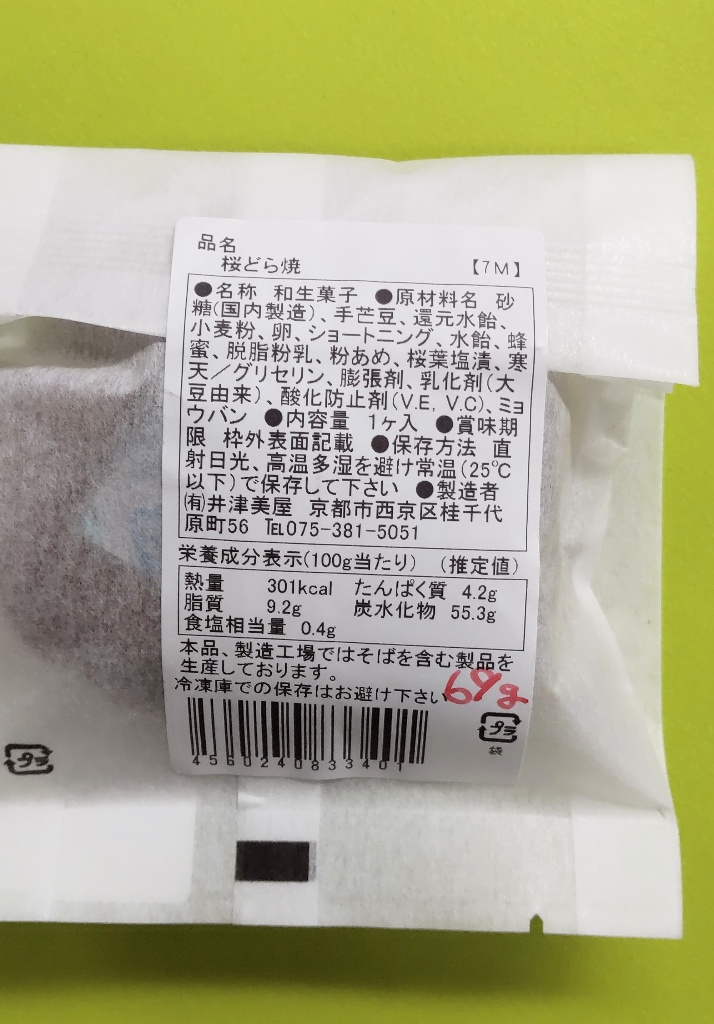 品名
桜どら焼 【7M】
●名称 和生菓子 ●原材料名 砂
糖(国内製造)、手芒豆、還元水飴、
小麦粉、卵、ショートニング、水飴、蜂
蜜、脱脂粉乳、粉あめ、桜葉塩漬、寒
天/グリセリン、膨張剤、乳化剤(大
豆由来)、酸化防止剤(V.E, V.C)、ミョ
ウバン ●内容量 1ヶ入 ●賞味期
限 枠外表面記載 ●保存方法 直
射日光、高温多湿を避け常温(25℃
以下)で保存して下さい ●製造者
㈲井津美屋 京都市西京区桂千代
原町56 ℡075-381-5051
栄養成分表示(100g当たり) (推定値)
熱量 301kcal たんぱく質 4.2g
脂質 9.2g 炭水化物 55.3g
食塩相当量 0.4g
本品、製造工場ではそばを含む製品を
生産しております。
冷凍庫での保存はお避け下さい
69g
プラ
袋
4560240833401
プラ